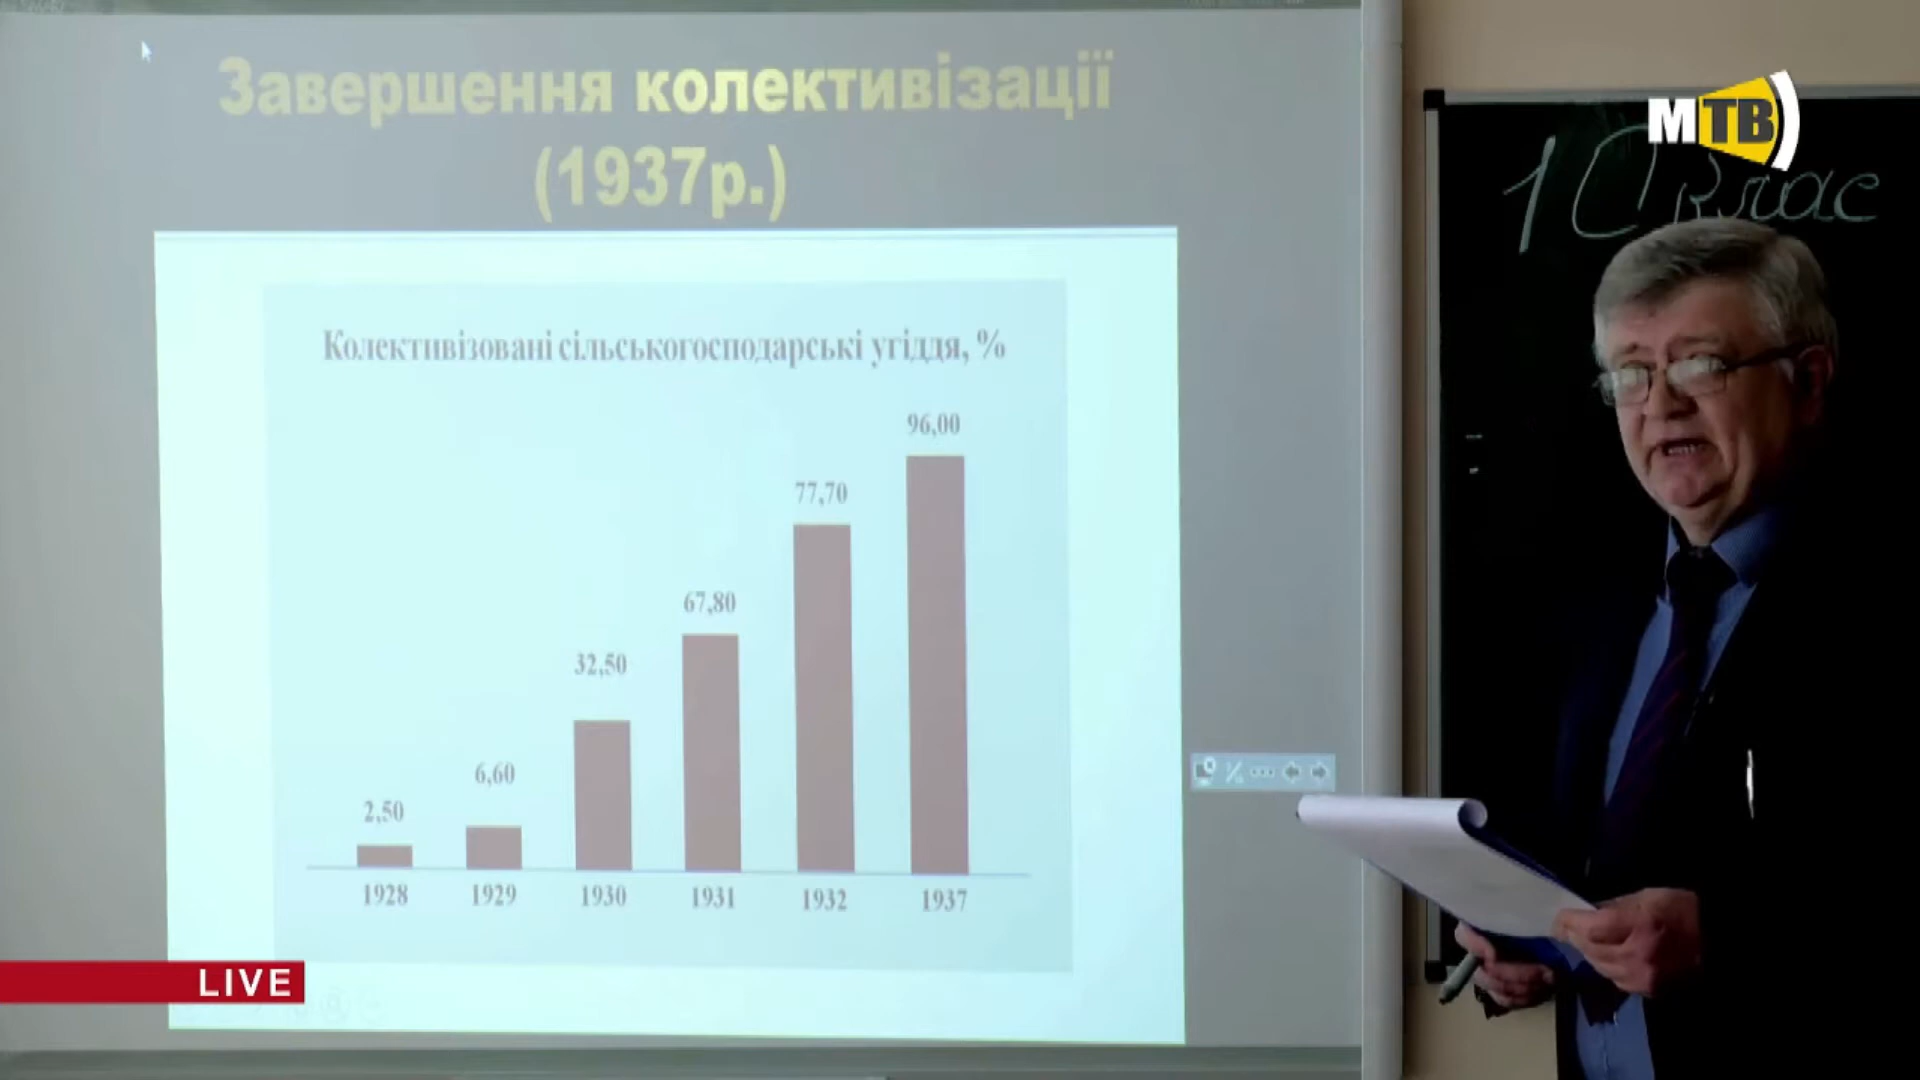 Завершення колективізації
(1937р.)
МТВ
10 клас
Колективізовані сільськогосподарські угіддя, %
96,00
77,70
67,80
32,50
6,60
2,50
1928
1929
1930
1931
1932
1937
LIVE